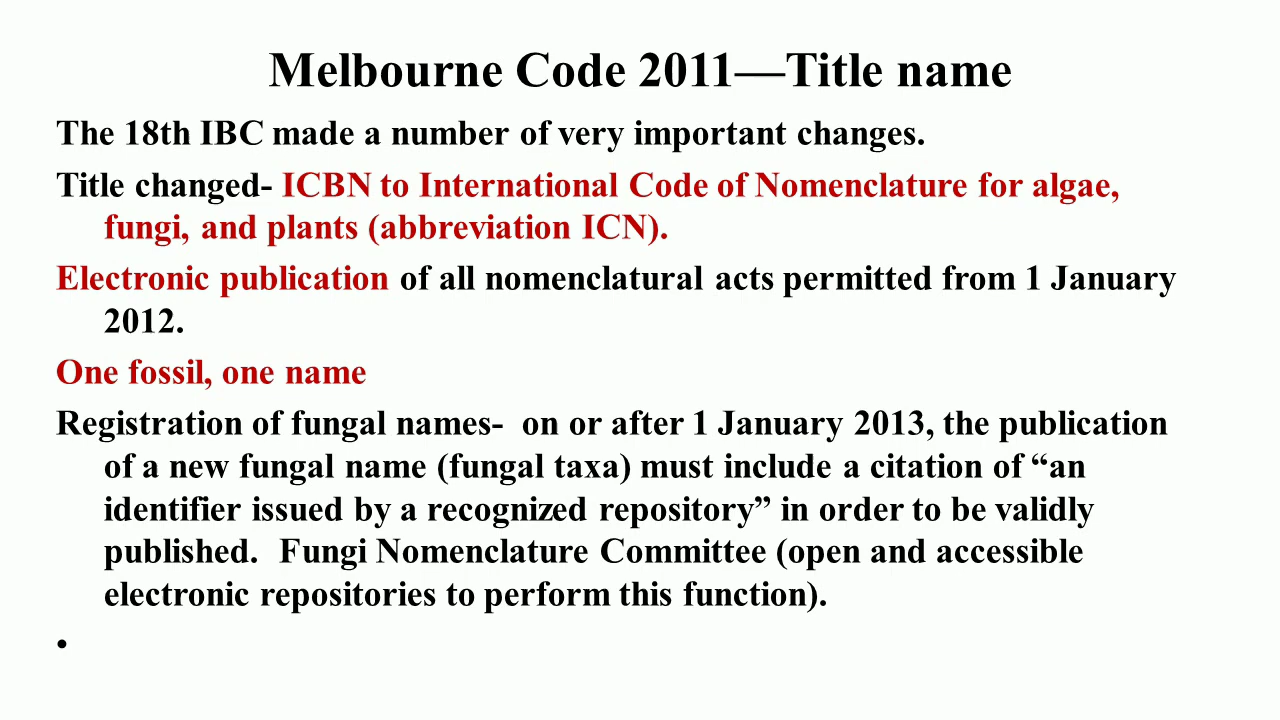 Melbourne Code 2011—Title name
The 18th IBC made a number of very important changes.
Title changed- ICBN to International Code of Nomenclature for algae,
fungi, and plants (abbreviation ICN).
Electronic publication of all nomenclatural acts permitted from 1 January
2012.
One fossil, one name
Registration of fungal names-  on or after 1 January 2013, the publication
of a new fungal name (fungal taxa) must include a citation of “an
identifier issued by a recognized repository” in order to be validly
published.  Fungi Nomenclature Committee (open and accessible
electronic repositories to perform this function).
•